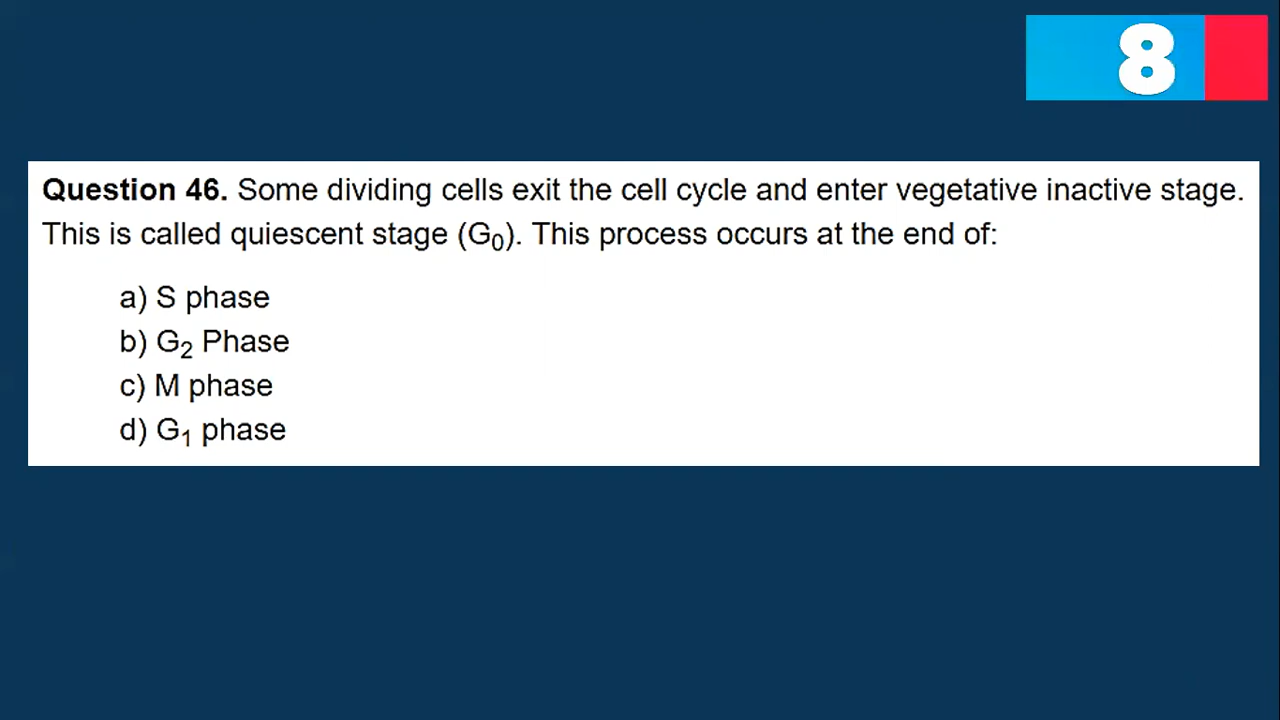 8
Question 46. Some dividing cells exit the cell cycle and enter vegetative inactive stage.
This is called quiescent stage (G₀). This process occurs at the end of:
a) S phase
b) G₂ Phase
c) M phase
d) G₁ phase